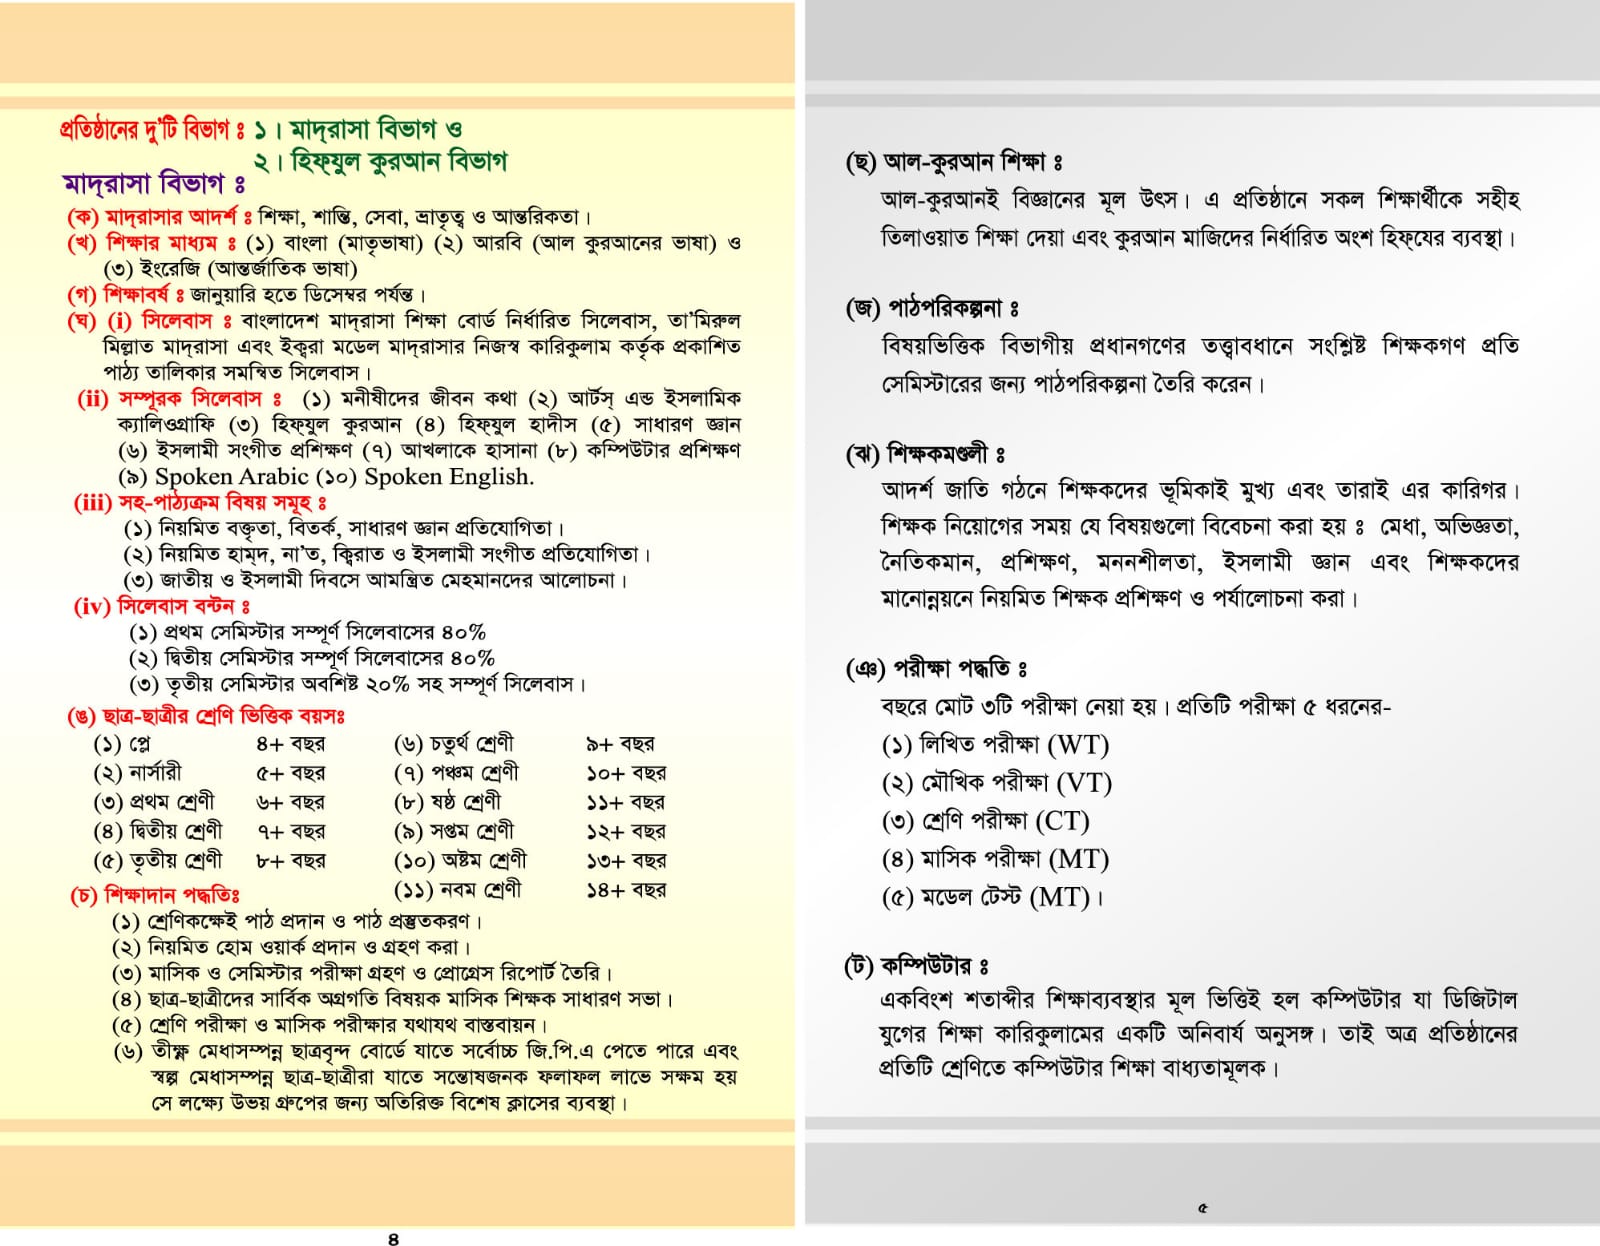 প্রতিষ্ঠানের দু'টি বিভাগ ঃ ১। মাদ্‌রাসা বিভাগ ও
২। হিফ্‌যুল কুরআন বিভাগ
মাদ্‌রাসা বিভাগ ঃ
(ক) মাদ্‌রাসার আদর্শ ঃ শিক্ষা, শান্তি, সেবা, ভ্রাতৃত্ব ও আন্তরিকতা।
(খ) শিক্ষার মাধ্যম ঃ (১) বাংলা (মাতৃভাষা) (২) আরবি (আল কুরআনের ভাষা) ও
(৩) ইংরেজি (আন্তর্জাতিক ভাষা)
(গ) শিক্ষাবর্ষ ঃ জানুয়ারি হতে ডিসেম্বর পর্যন্ত।
(ঘ) (i) সিলেবাস ঃ বাংলাদেশ মাদ্‌রাসা শিক্ষা বোর্ড নির্ধারিত সিলেবাস, তা'মিরুল
মিল্লাত মাদ্‌রাসা এবং ইক্বরা মডেল মাদ্‌রাসার নিজস্ব কারিকুলাম কর্তৃক প্রকাশিত
পাঠ্য তালিকার সমন্বিত সিলেবাস।
(ii) সম্পূরক সিলেবাস ঃ (১) মনীষীদের জীবন কথা (২) আর্টস্ এন্ড ইসলামিক
ক্যালিওগ্রাফি (৩) হিফ্‌যুল কুরআন (৪) হিফ্‌যুল হাদীস (৫) সাধারণ জ্ঞান
(৬) ইসলামী সংগীত প্রশিক্ষণ (৭) আখলাকে হাসানা (৮) কম্পিউটার প্রশিক্ষণ
(৯) Spoken Arabic (১০) Spoken English.
(iii) সহ-পাঠ্যক্রম বিষয় সমূহ ঃ
(১) নিয়মিত বক্তৃতা, বিতর্ক, সাধারণ জ্ঞান প্রতিযোগিতা।
(২) নিয়মিত হাম্‌দ, না'ত, ক্বিরাত ও ইসলামী সংগীত প্রতিযোগিতা।
(৩) জাতীয় ও ইসলামী দিবসে আমন্ত্রিত মেহমানদের আলোচনা।
(iv) সিলেবাস বন্টন ঃ
(১) প্রথম সেমিস্টার সম্পূর্ণ সিলেবাসের ৪০%
(২) দ্বিতীয় সেমিস্টার সম্পূর্ণ সিলেবাসের ৪০%
(৩) তৃতীয় সেমিস্টার অবশিষ্ট ২০% সহ সম্পূর্ণ সিলেবাস।
(ঙ) ছাত্র-ছাত্রীর শ্রেণি ভিত্তিক বয়সঃ
(১) প্লে ৪+ বছর (৬) চতুর্থ শ্রেণী ৯+ বছর
(২) নার্সারী ৫+ বছর (৭) পঞ্চম শ্রেণী ১০+ বছর
(৩) প্রথম শ্রেণী ৬+ বছর (৮) ষষ্ঠ শ্রেণী ১১+ বছর
(৪) দ্বিতীয় শ্রেণী ৭+ বছর (৯) সপ্তম শ্রেণী ১২+ বছর
(৫) তৃতীয় শ্রেণী ৮+ বছর (১০) অষ্টম শ্রেণী ১৩+ বছর
(১১) নবম শ্রেণী ১৪+ বছর
(চ) শিক্ষাদান পদ্ধতিঃ
(১) শ্রেণিকক্ষেই পাঠ প্রদান ও পাঠ প্রস্তুতকরণ।
(২) নিয়মিত হোম ওয়ার্ক প্রদান ও গ্রহণ করা।
(৩) মাসিক ও সেমিস্টার পরীক্ষা গ্রহণ ও প্রোগ্রেস রিপোর্ট তৈরি।
(৪) ছাত্র-ছাত্রীদের সার্বিক অগ্রগতি বিষয়ক মাসিক শিক্ষক সাধারণ সভা।
(৫) শ্রেণি পরীক্ষা ও মাসিক পরীক্ষার যথাযথ বাস্তবায়ন।
(৬) তীক্ষ্ণ মেধাসম্পন্ন ছাত্রবৃন্দ বোর্ডে যাতে সর্বোচ্চ জি.পি.এ পেতে পারে এবং
স্বল্প মেধাসম্পন্ন ছাত্র-ছাত্রীরা যাতে সন্তোষজনক ফলাফল লাভে সক্ষম হয়
সে লক্ষ্যে উভয় গ্রুপের জন্য অতিরিক্ত বিশেষ ক্লাসের ব্যবস্থা।
৪
(ছ) আল-কুরআন শিক্ষা ঃ
আল-কুরআনই বিজ্ঞানের মূল উৎস। এ প্রতিষ্ঠানে সকল শিক্ষার্থীকে সহীহ
তিলাওয়াত শিক্ষা দেয়া এবং কুরআন মাজিদের নির্ধারিত অংশ হিফ্‌যের ব্যবস্থা।
(জ) পাঠপরিকল্পনা ঃ
বিষয়ভিত্তিক বিভাগীয় প্রধানগণের তত্ত্বাবধানে সংশ্লিষ্ট শিক্ষকগণ প্রতি
সেমিস্টারের জন্য পাঠপরিকল্পনা তৈরি করেন।
(ঝ) শিক্ষকমণ্ডলী ঃ
আদর্শ জাতি গঠনে শিক্ষকদের ভূমিকাই মুখ্য এবং তারাই এর কারিগর।
শিক্ষক নিয়োগের সময় যে বিষয়গুলো বিবেচনা করা হয় ঃ মেধা, অভিজ্ঞতা,
নৈতিকমান, প্রশিক্ষণ, মননশীলতা, ইসলামী জ্ঞান এবং শিক্ষকদের
মানোন্নয়নে নিয়মিত শিক্ষক প্রশিক্ষণ ও পর্যালোচনা করা।
(ঞ) পরীক্ষা পদ্ধতি ঃ
বছরে মোট ৩টি পরীক্ষা নেয়া হয়। প্রতিটি পরীক্ষা ৫ ধরনের-
(১) লিখিত পরীক্ষা (WT)
(২) মৌখিক পরীক্ষা (VT)
(৩) শ্রেণি পরীক্ষা (CT)
(৪) মাসিক পরীক্ষা (MT)
(৫) মডেল টেস্ট (MT)।
(ট) কম্পিউটার ঃ
একবিংশ শতাব্দীর শিক্ষাব্যবস্থার মূল ভিত্তিই হল কম্পিউটার যা ডিজিটাল
যুগের শিক্ষা কারিকুলামের একটি অনিবার্য অনুসঙ্গ। তাই অত্র প্রতিষ্ঠানের
প্রতিটি শ্রেণিতে কম্পিউটার শিক্ষা বাধ্যতামূলক।
৫